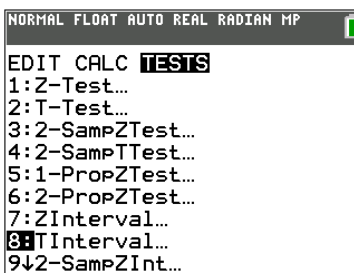 NORMAL FLOAT AUTO REAL RADIAN MP
EDIT CALC TESTS
1:Z-Test…
2:T-Test…
3:2-SampZTest…
4:2-SampTTest…
5:1-PropZTest…
6:2-PropZTest…
7:ZInterval…
8:TInterval…
9↓2-SampZInt…